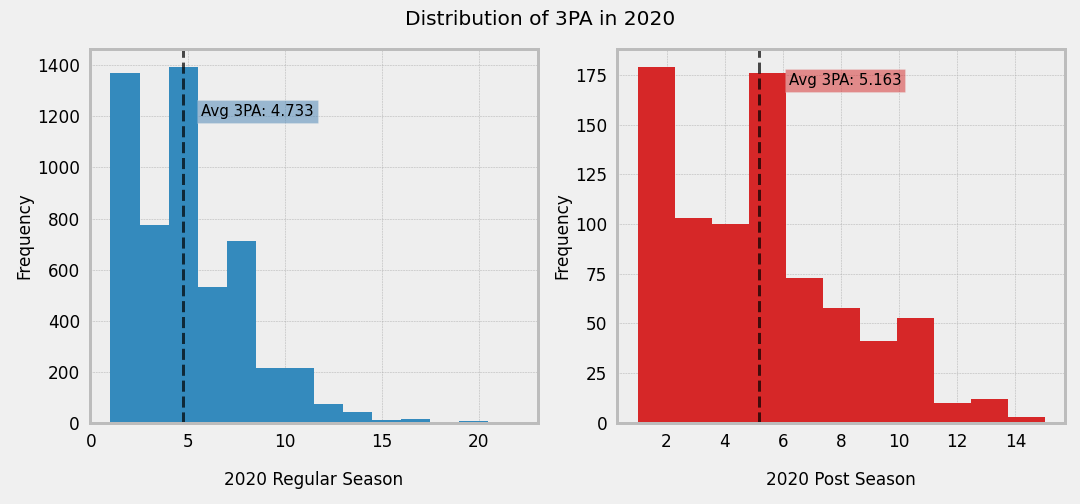 Distribution of 3PA in 2020
Frequency
1400
1200
1000
800
600
400
200
0
Avg 3PA: 4.733
0 5 10 15 20
2020 Regular Season
Frequency
175
150
125
100
75
50
25
0
Avg 3PA: 5.163
2 4 6 8 10 12 14
2020 Post Season